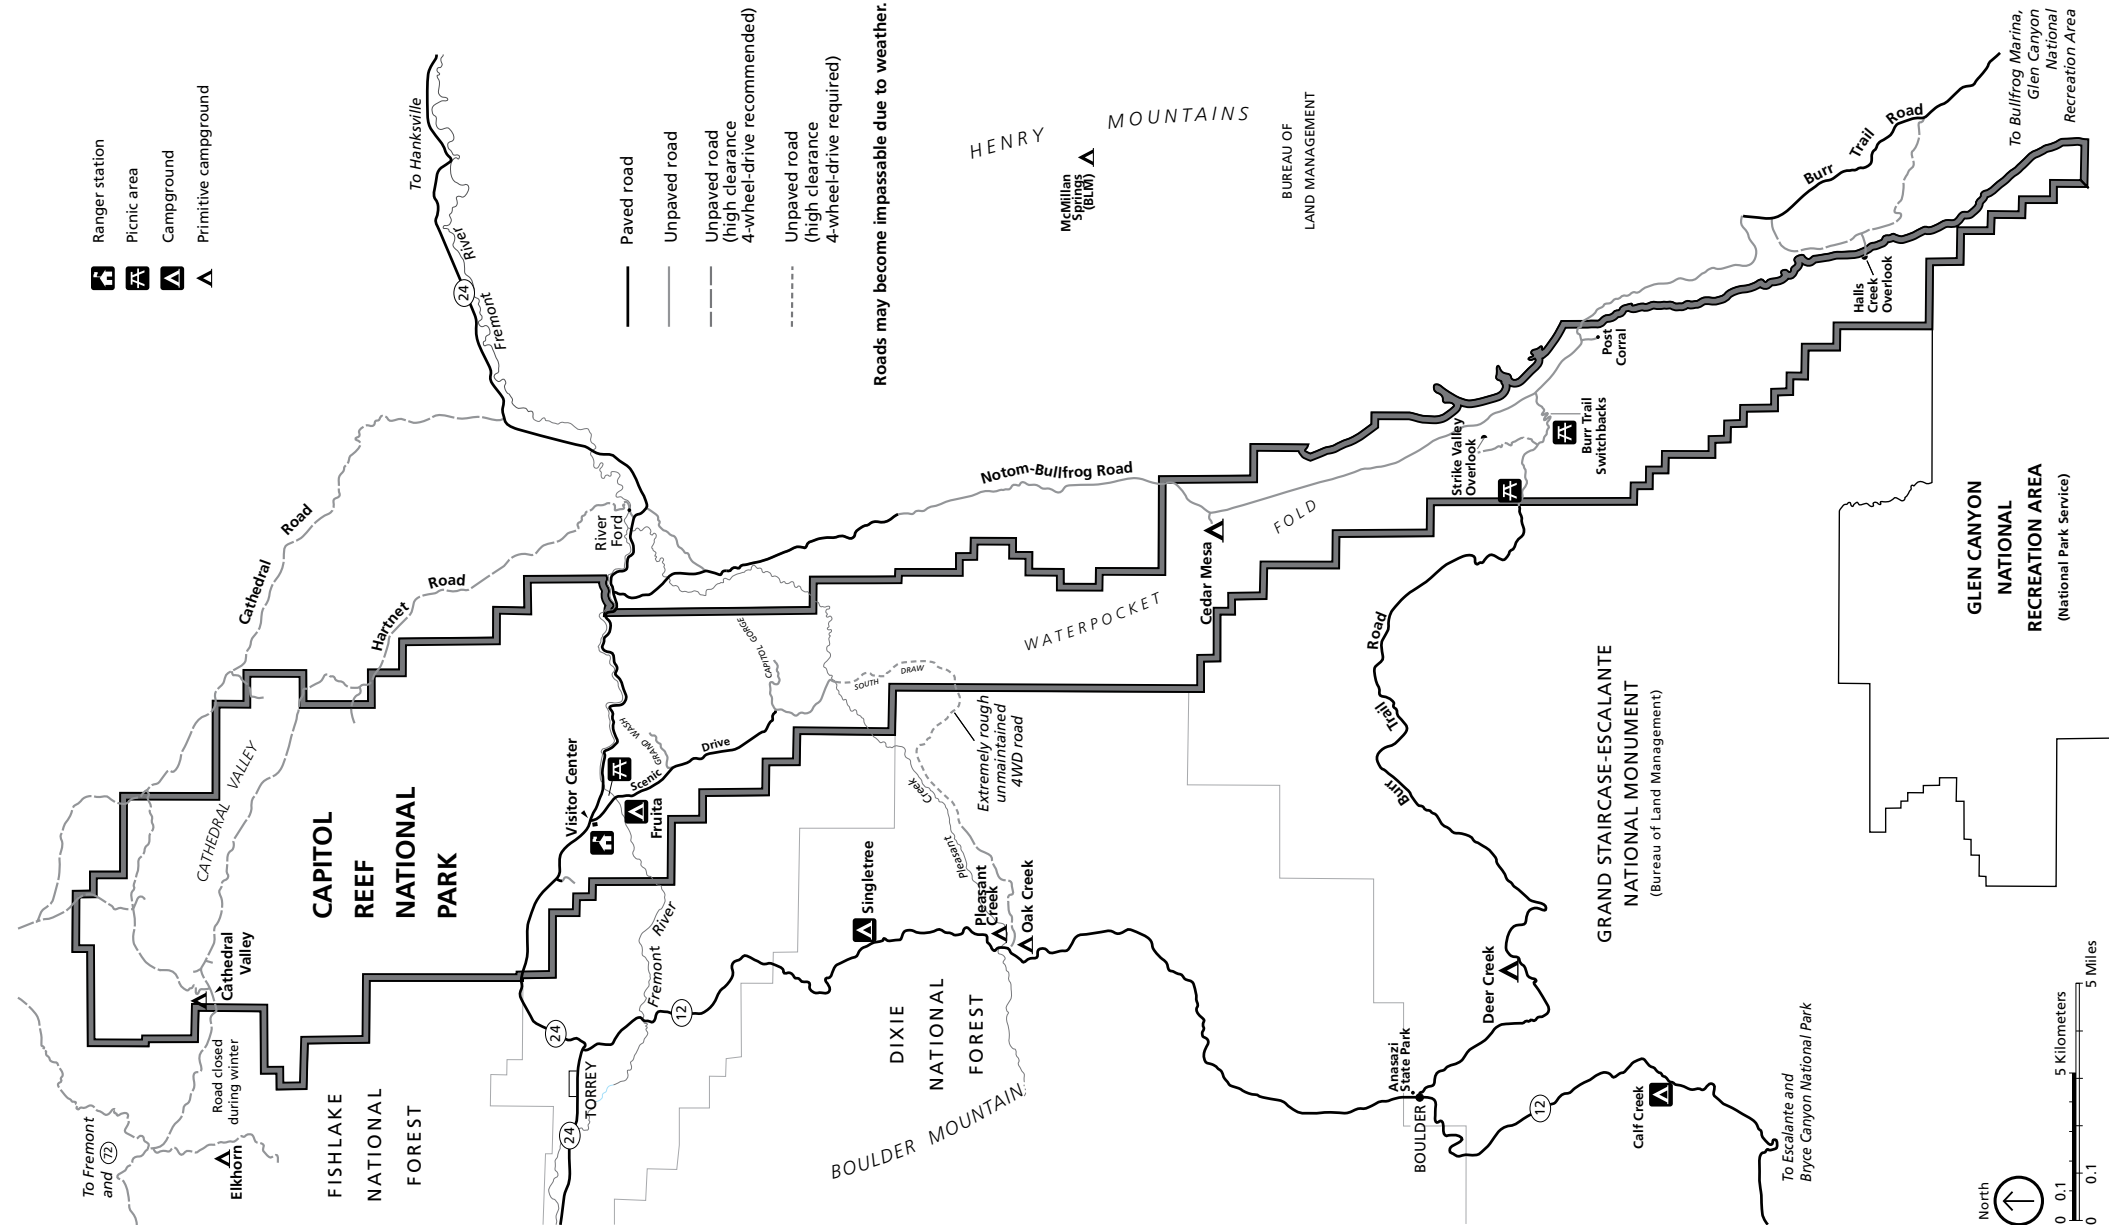 Ranger station
Picnic area
Campground
Primitive campground
Paved road
Unpaved road
Unpaved road
(high clearance
4-wheel-drive recommended)
Unpaved road
(high clearance
4-wheel-drive required)
Roads may become impassable due to weather.
To Hanksville
24
Fremont
River
Cathedral
Road
Hartnet
Road
River
Ford
CATHEDRAL VALLEY
Cathedral
Valley
Road closed
during winter
To Fremont
and 72
Elkhorn
FISHLAKE
NATIONAL
FOREST
CAPITOL
REEF
NATIONAL
PARK
Visitor Center
Fruita
GRAND WASH
Scenic
Drive
CAPITOL GORGE
SOUTH
DRAW
Extremely rough
unmaintained
4WD road
Pleasant
Creek
Fremont
River
24
24
TORREY
12
Singletree
Pleasant
Creek
Oak Creek
DIXIE
NATIONAL
FOREST
BOULDER MOUNTAIN
Notom-Bullfrog Road
WATERPOCKET
FOLD
Cedar Mesa
HENRY
MOUNTAINS
McMillan
Springs
(BLM)
BUREAU OF
LAND MANAGEMENT
Strike Valley
Overlook
Burr Trail
Switchbacks
Post
Corral
Halls
Creek
Overlook
Burr
Trail
Road
To Bullfrog Marina,
Glen Canyon
National
Recreation Area
Burr
Trail
Road
Deer Creek
Anasazi
State Park
BOULDER
12
Calf Creek
To Escalante and
Bryce Canyon National Park
GRAND STAIRCASE-ESCALANTE
NATIONAL MONUMENT
(Bureau of Land Management)
GLEN CANYON
NATIONAL
RECREATION AREA
(National Park Service)
North
0 0.1 5 Kilometers
0 0.1 5 Miles